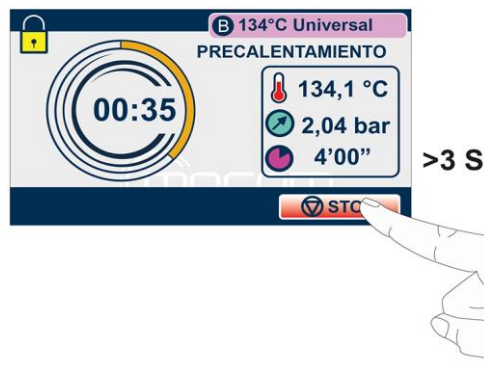 B 134°C Universal
PRECALENTAMIENTO
00:35
134,1 °C
2,04 bar
4'00”
>3 S